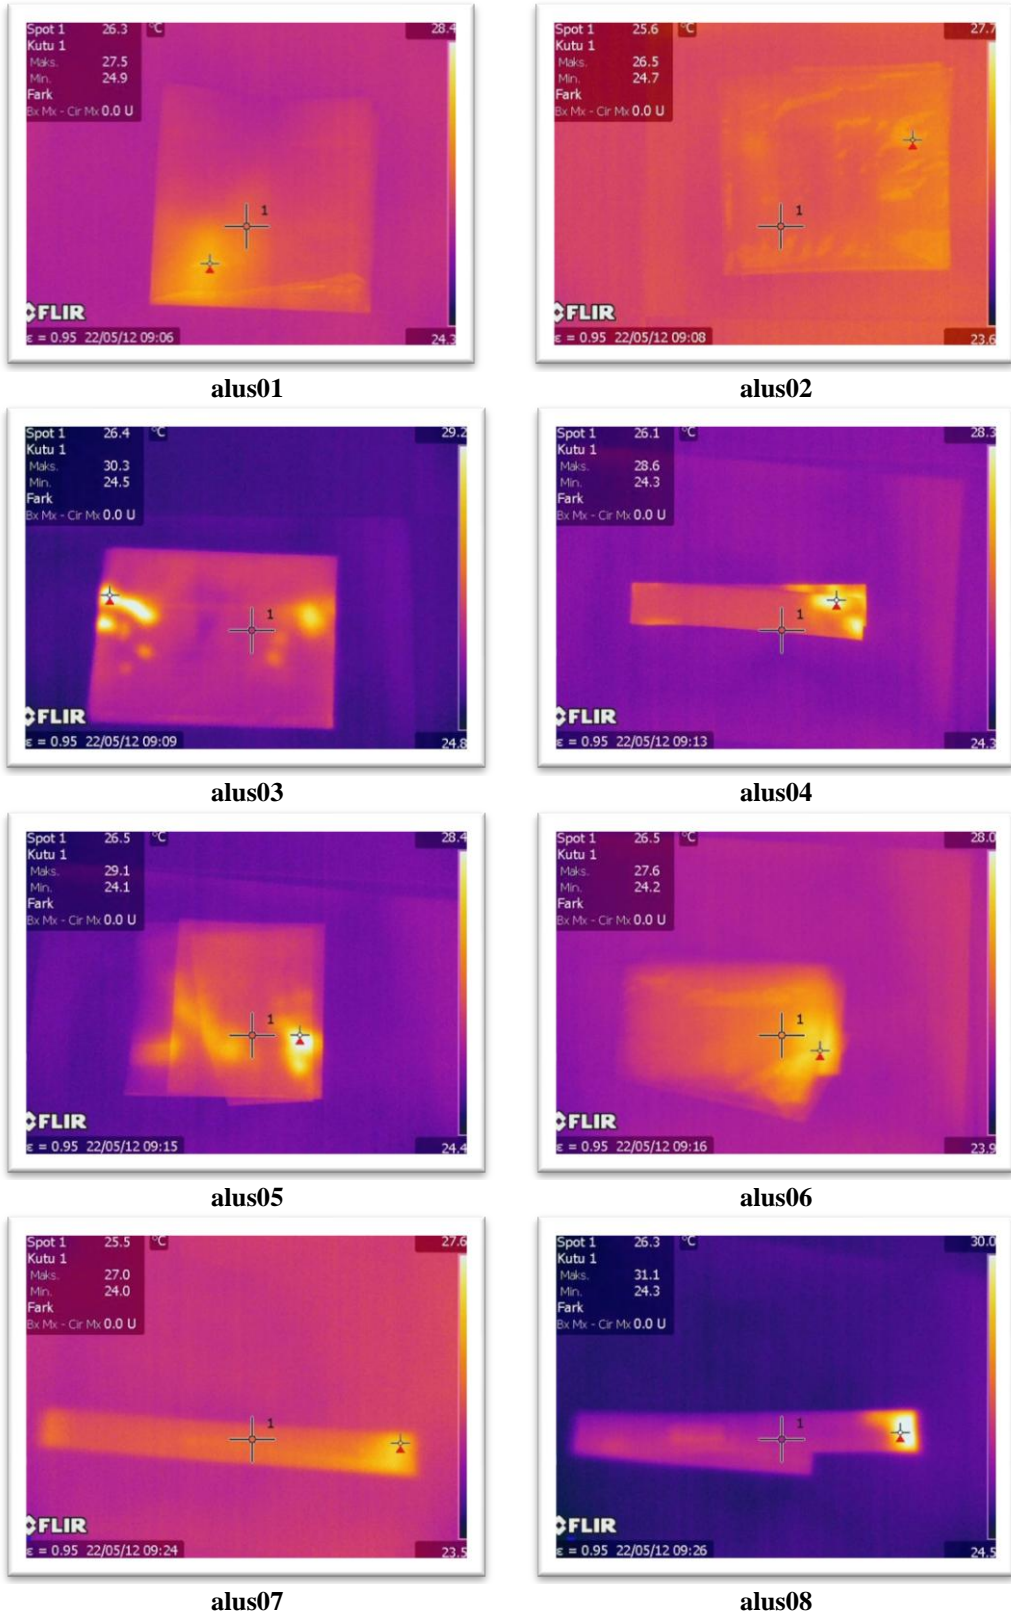 Spot 1 26.3 °C 28.4
Kutu 1
Maks. 27.5
Min. 24.9
Fark
Bx Mx - Cir Mx 0.0 U
1
FLIR
ε = 0.95 22/05/12 09:06 24.3
alus01
Spot 1 25.6 °C 27.7
Kutu 1
Maks. 26.5
Min. 24.7
Fark
Bx Mx - Cir Mx 0.0 U
1
FLIR
ε = 0.95 22/05/12 09:08 23.6
alus02
Spot 1 26.4 °C 29.2
Kutu 1
Maks. 30.3
Min. 24.5
Fark
Bx Mx - Cir Mx 0.0 U
1
FLIR
ε = 0.95 22/05/12 09:09 24.8
alus03
Spot 1 26.1 °C 28.3
Kutu 1
Maks. 28.6
Min. 24.3
Fark
Bx Mx - Cir Mx 0.0 U
1
FLIR
ε = 0.95 22/05/12 09:13 24.3
alus04
Spot 1 26.5 °C 28.4
Kutu 1
Maks. 29.1
Min. 24.1
Fark
Bx Mx - Cir Mx 0.0 U
1
FLIR
ε = 0.95 22/05/12 09:15 24.4
alus05
Spot 1 26.5 °C 28.0
Kutu 1
Maks. 27.6
Min. 24.2
Fark
Bx Mx - Cir Mx 0.0 U
1
FLIR
ε = 0.95 22/05/12 09:16 23.9
alus06
Spot 1 25.5 °C 27.6
Kutu 1
Maks. 27.0
Min. 24.0
Fark
Bx Mx - Cir Mx 0.0 U
1
FLIR
ε = 0.95 22/05/12 09:24 23.5
alus07
Spot 1 26.3 °C 30.0
Kutu 1
Maks. 31.1
Min. 24.3
Fark
Bx Mx - Cir Mx 0.0 U
1
FLIR
ε = 0.95 22/05/12 09:26 24.5
alus08